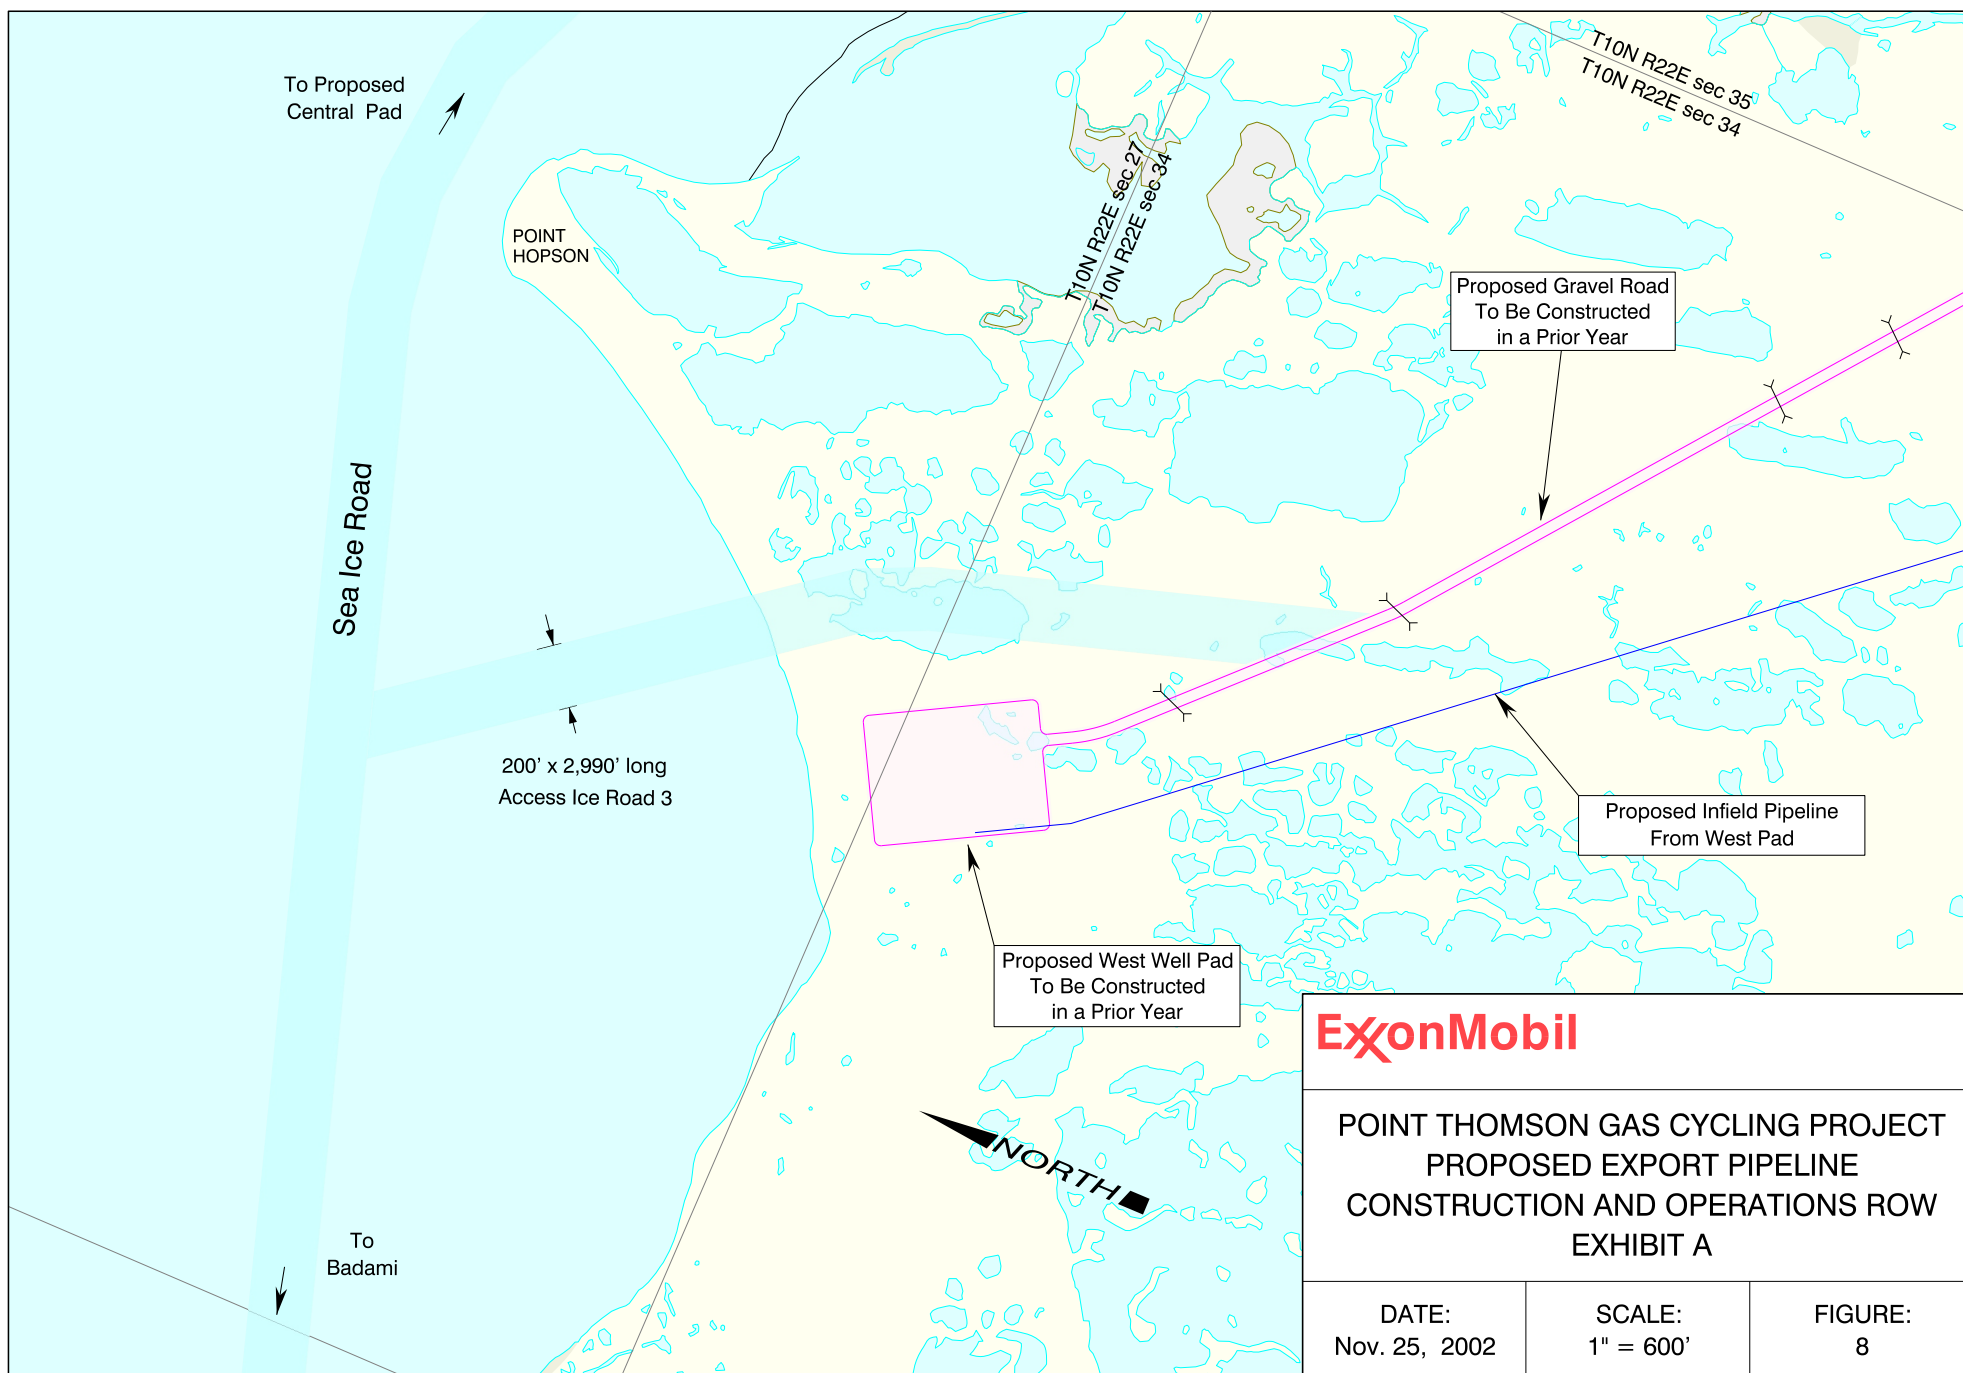 To Proposed
Central Pad
T10N R22E sec 35
T10N R22E sec 34
T10N R22E sec 27
T10N R22E sec 34
POINT
HOPSON
Proposed Gravel Road
To Be Constructed
in a Prior Year
Sea Ice Road
200' x 2,990' long
Access Ice Road 3
Proposed Infield Pipeline
From West Pad
Proposed West Well Pad
To Be Constructed
in a Prior Year
NORTH
To
Badami
ExxonMobil
POINT THOMSON GAS CYCLING PROJECT
PROPOSED EXPORT PIPELINE
CONSTRUCTION AND OPERATIONS ROW
EXHIBIT A
DATE:
Nov. 25, 2002
SCALE:
1" = 600'
FIGURE:
8